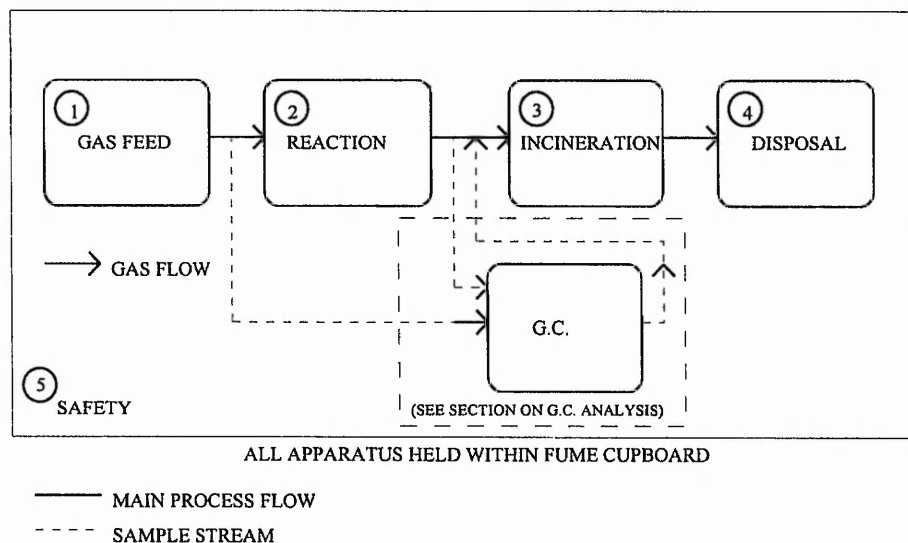 1
GAS FEED
2
REACTION
3
INCINERATION
4
DISPOSAL
GAS FLOW
G.C.
5
SAFETY
(SEE SECTION ON G.C. ANALYSIS)
ALL APPARATUS HELD WITHIN FUME CUPBOARD
MAIN PROCESS FLOW
SAMPLE STREAM